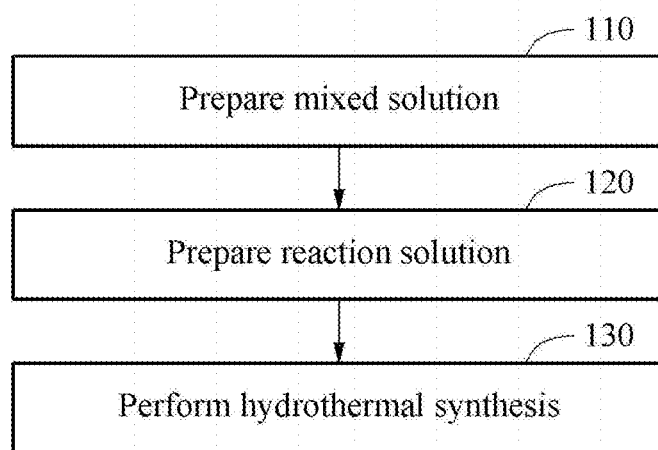 110
Prepare mixed solution
120
Prepare reaction solution
130
Perform hydrothermal synthesis